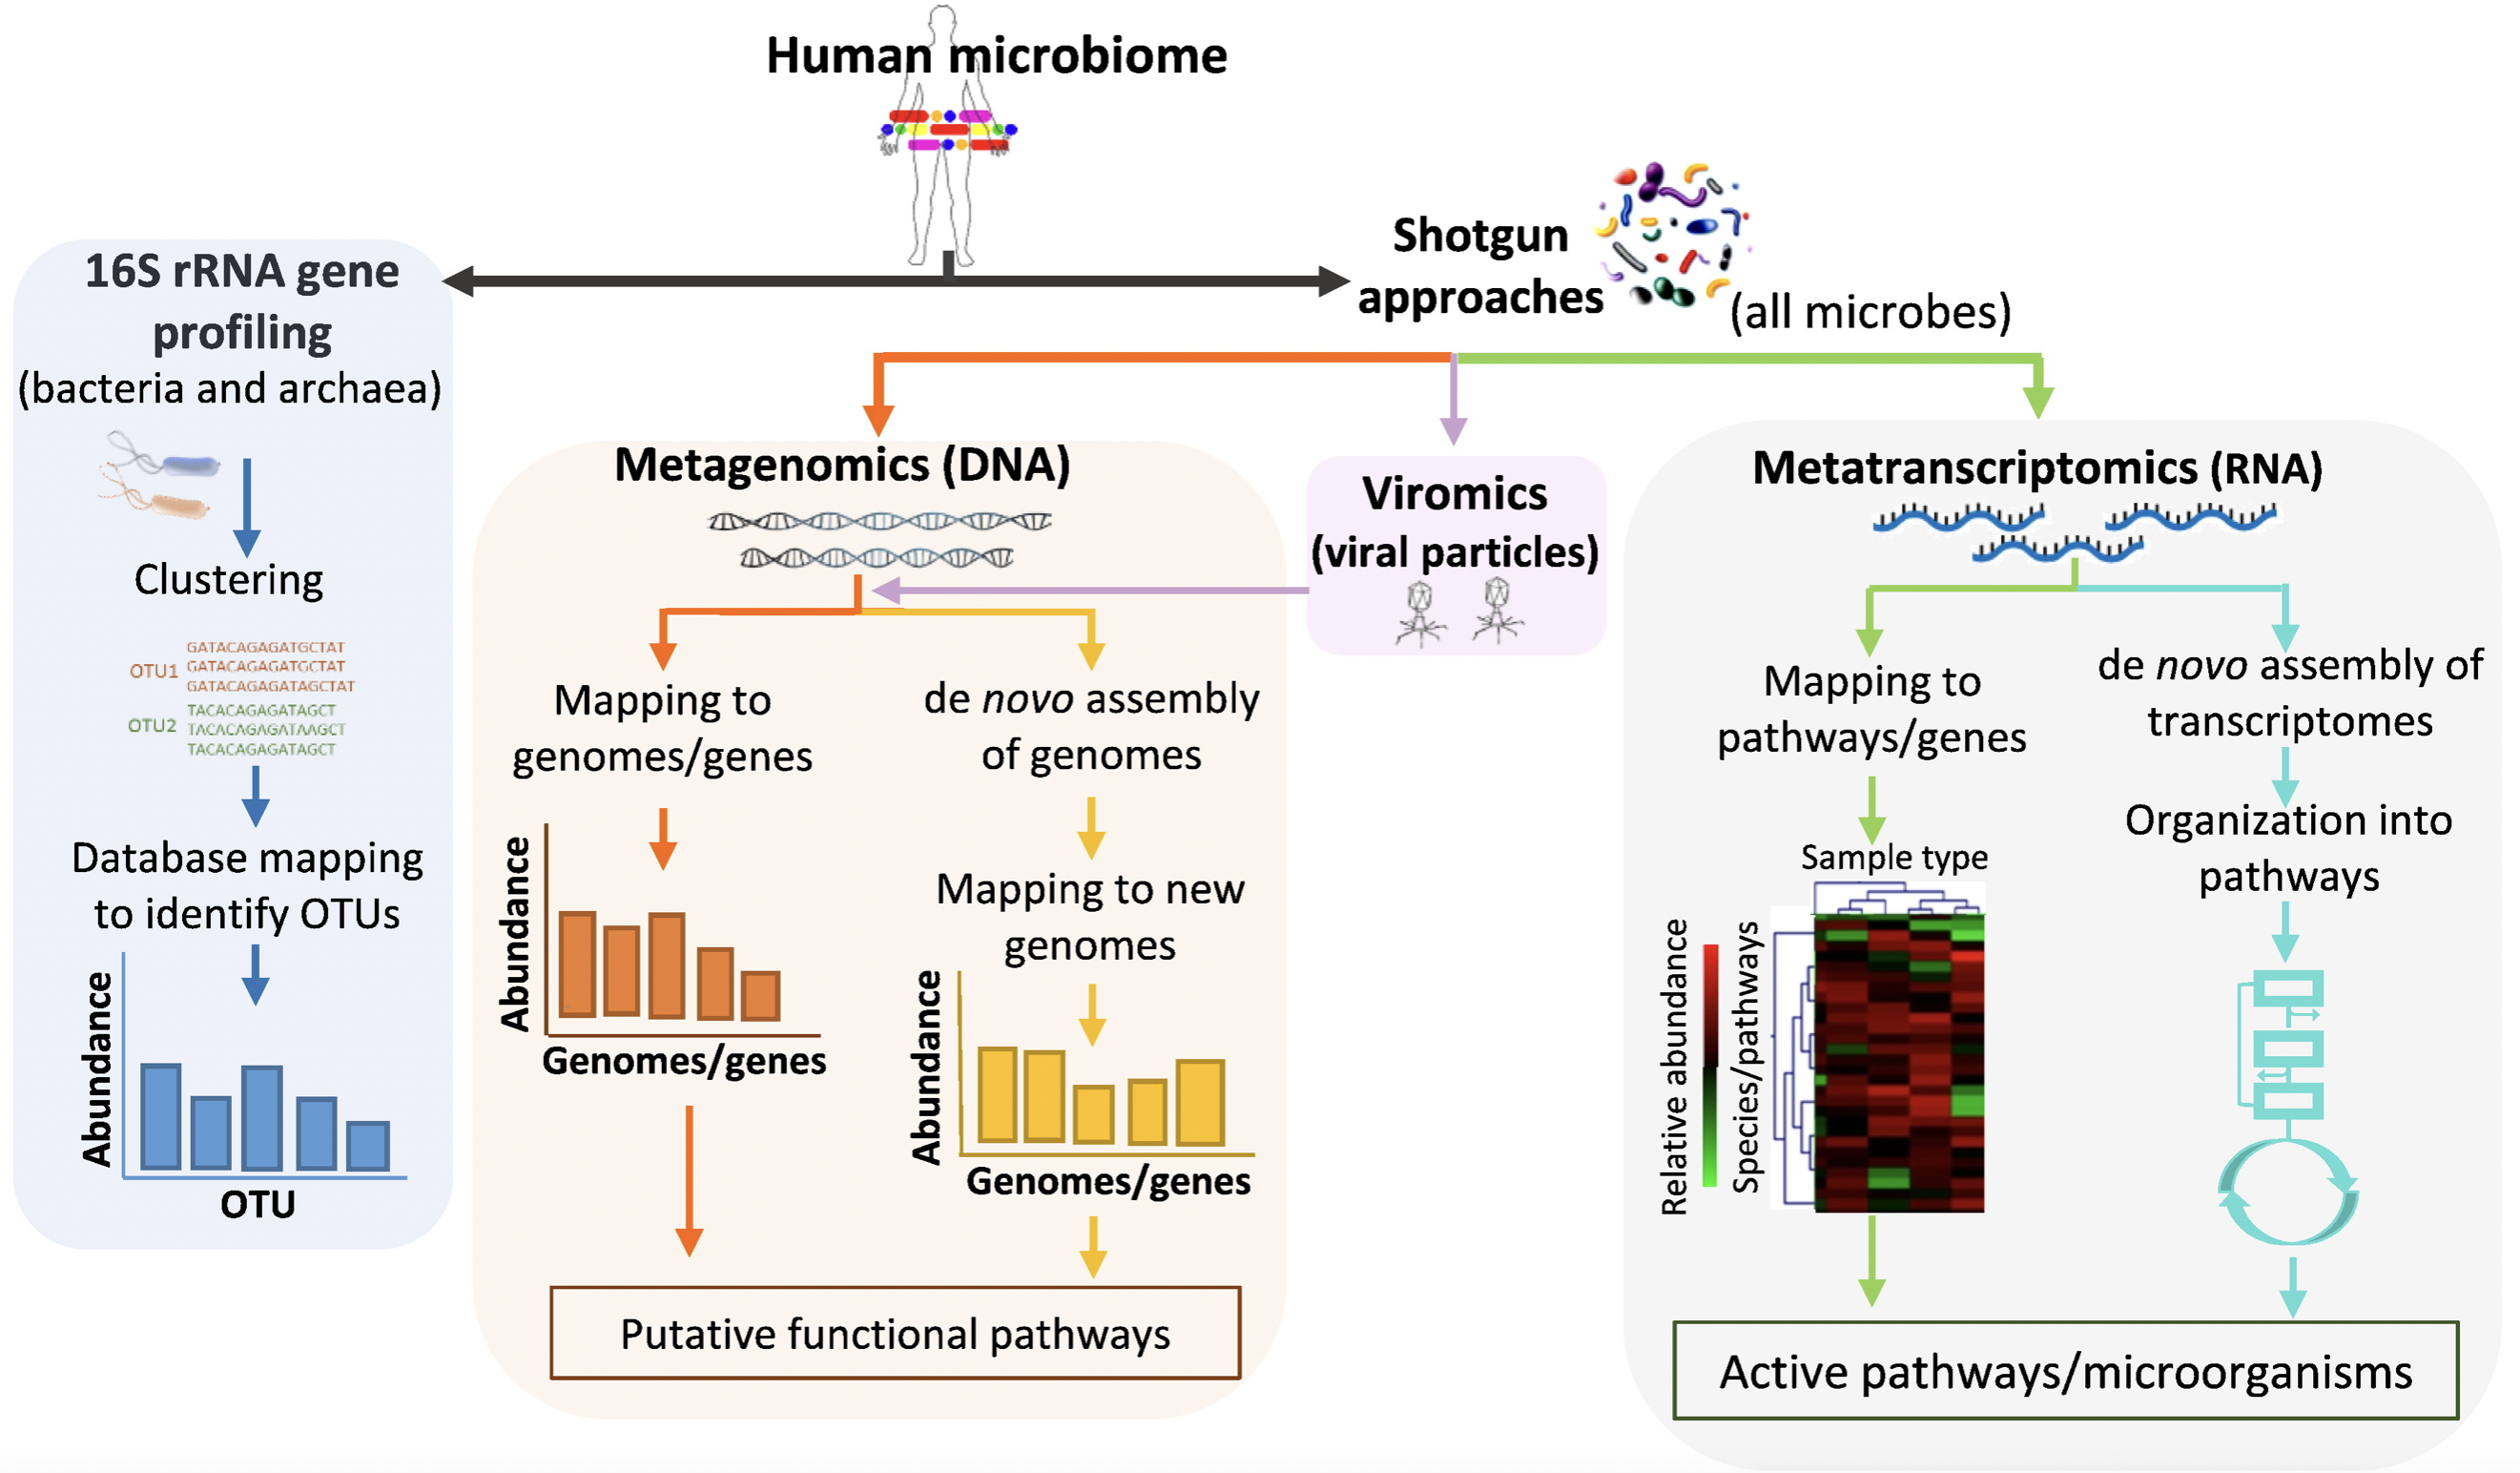 Human microbiome
Shotgun
approaches
(all microbes)
16S rRNA gene
profiling
(bacteria and archaea)
Clustering
OTU1
GATACAGAGATGCTAT
GATACAGAGATGCTAT
GATACAGAGATAGCTAT
OTU2
TACACAGAGATAGCT
TACACAGAGATAAGCT
TACACAGAGATAGCT
Database mapping
to identify OTUs
Abundance
OTU
Metagenomics (DNA)
Mapping to
genomes/genes
Abundance
Genomes/genes
de novo assembly
of genomes
Mapping to new
genomes
Abundance
Genomes/genes
Putative functional pathways
Viromics
(viral particles)
Metatranscriptomics (RNA)
Mapping to
pathways/genes
Sample type
Relative abundance
Species/pathways
de novo assembly of
transcriptomes
Organization into
pathways
Active pathways/microorganisms